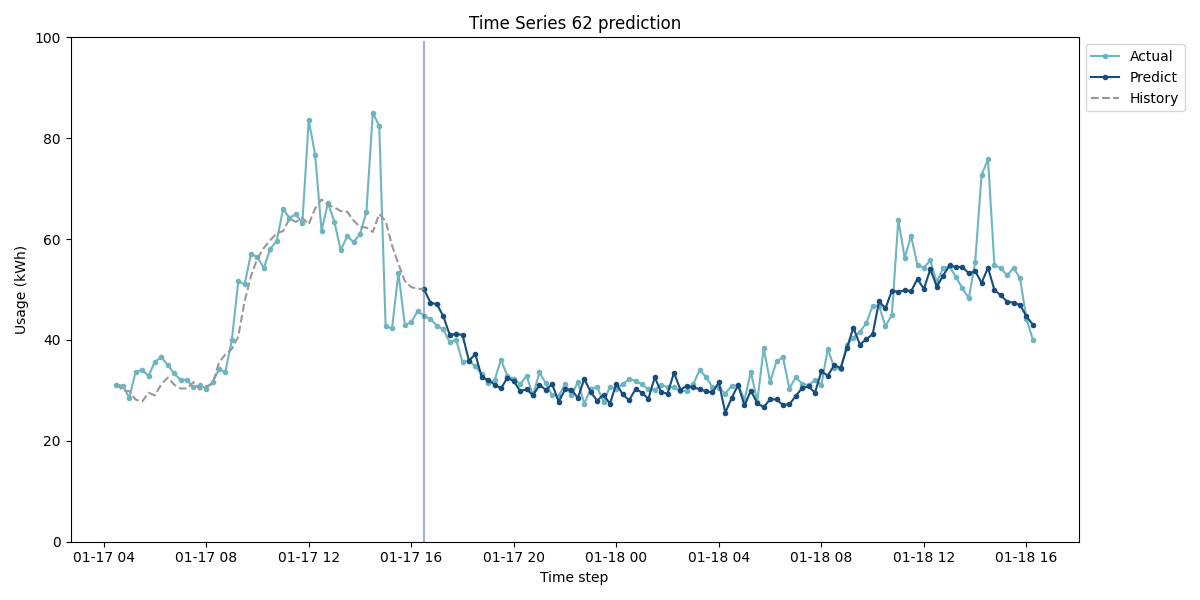 Time Series 62 prediction
100
80
60
40
20
0
Usage (kWh)
01-17 04
01-17 08
01-17 12
01-17 16
01-17 20
01-18 00
01-18 04
01-18 08
01-18 12
01-18 16
Time step
Actual
Predict
History